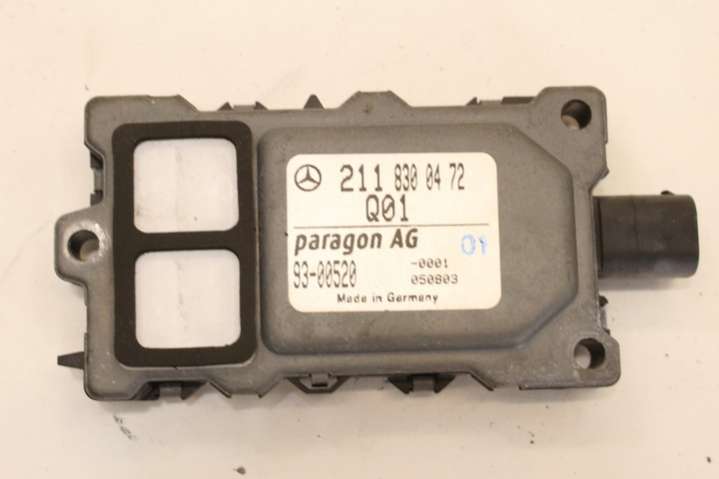 211 830 04 72
Q01
paragon AG 01
93-00520 -0001
050803
Made in Germany